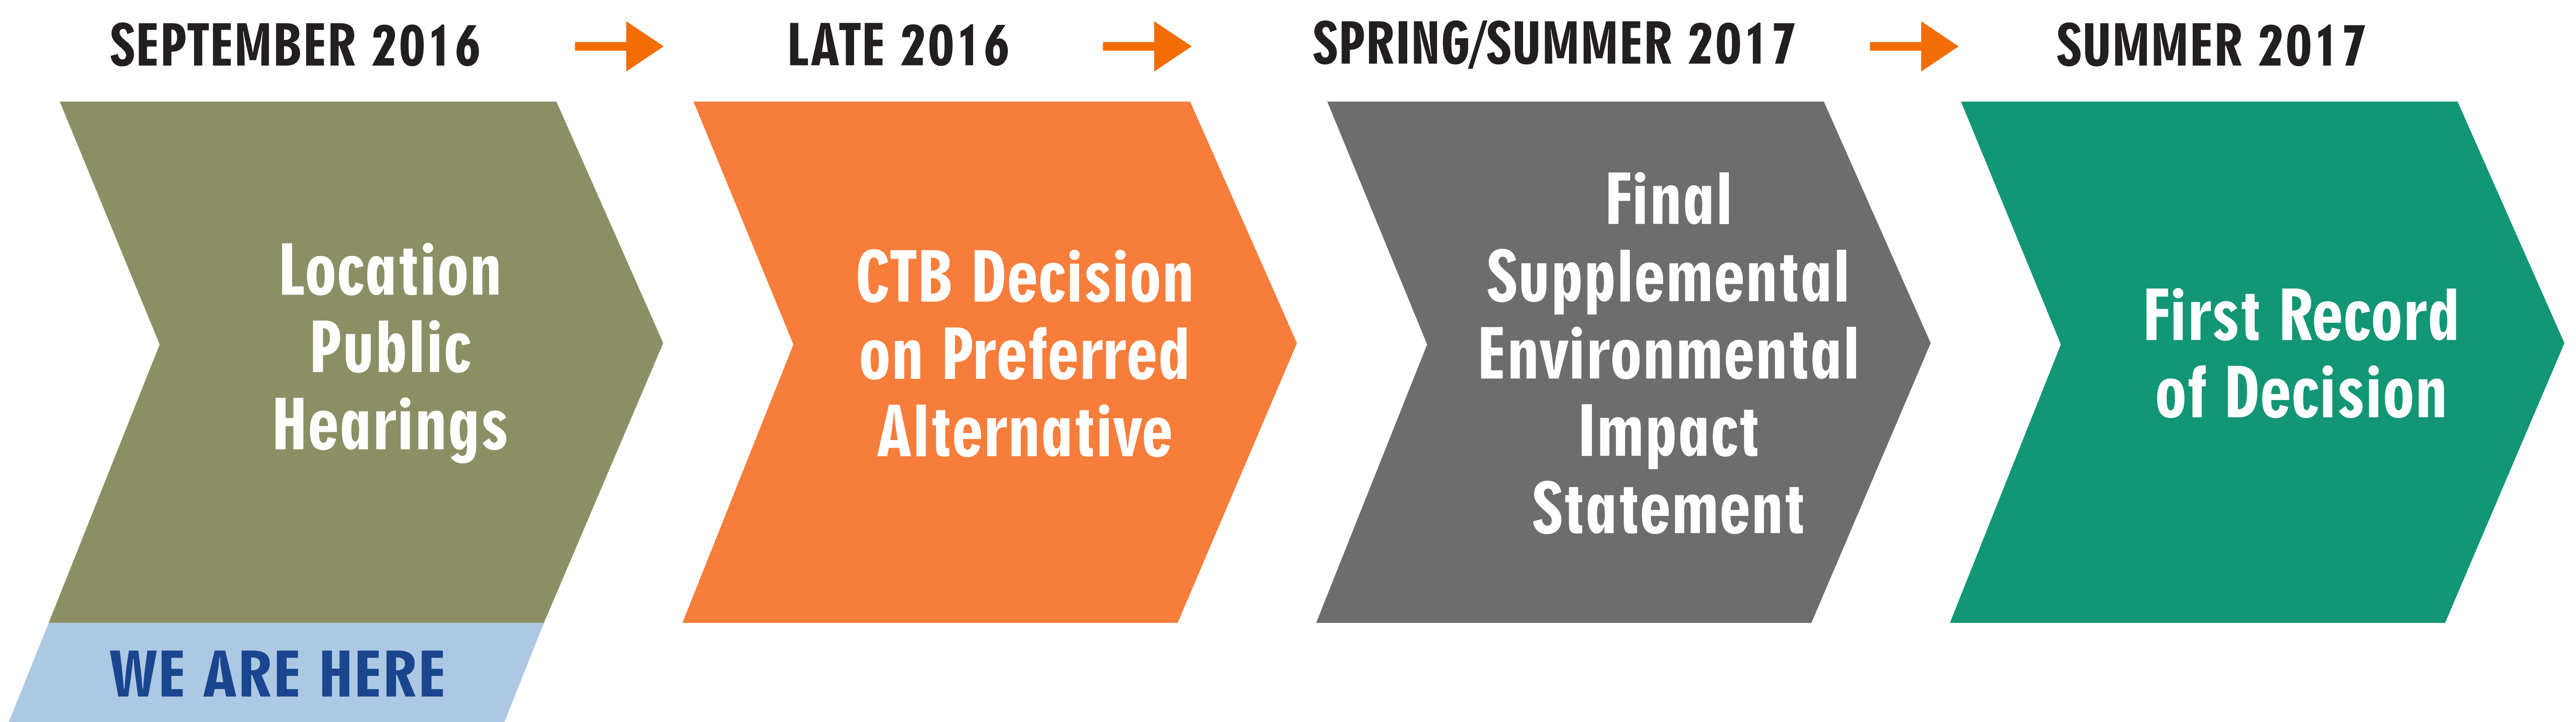 SEPTEMBER 2016
LATE 2016
SPRING/SUMMER 2017
SUMMER 2017
Location
Public
Hearings
CTB Decision
on Preferred
Alternative
Final
Supplemental
Environmental
Impact
Statement
First Record
of Decision
WE ARE HERE